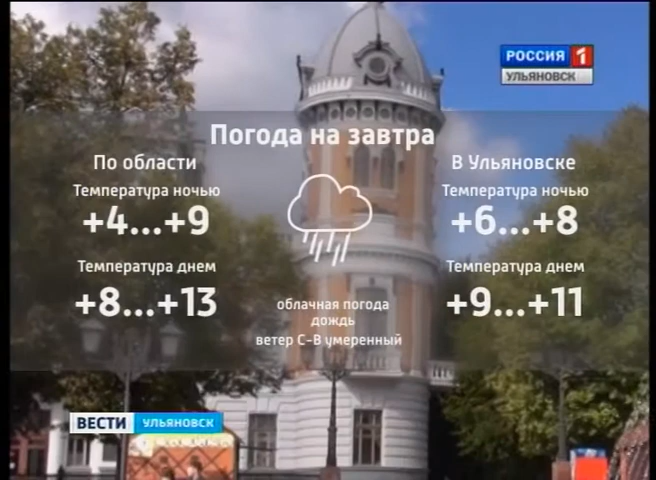 РОССИЯ 1
УЛЬЯНОВСК
Погода на завтра
По области
Температура ночью
+4...+9
Температура днем
+8...+13
облачная погода
дождь
ветер С-В умеренный
В Ульяновске
Температура ночью
+6...+8
Температура днем
+9...+11
ВЕСТИ УЛЬЯНОВСК